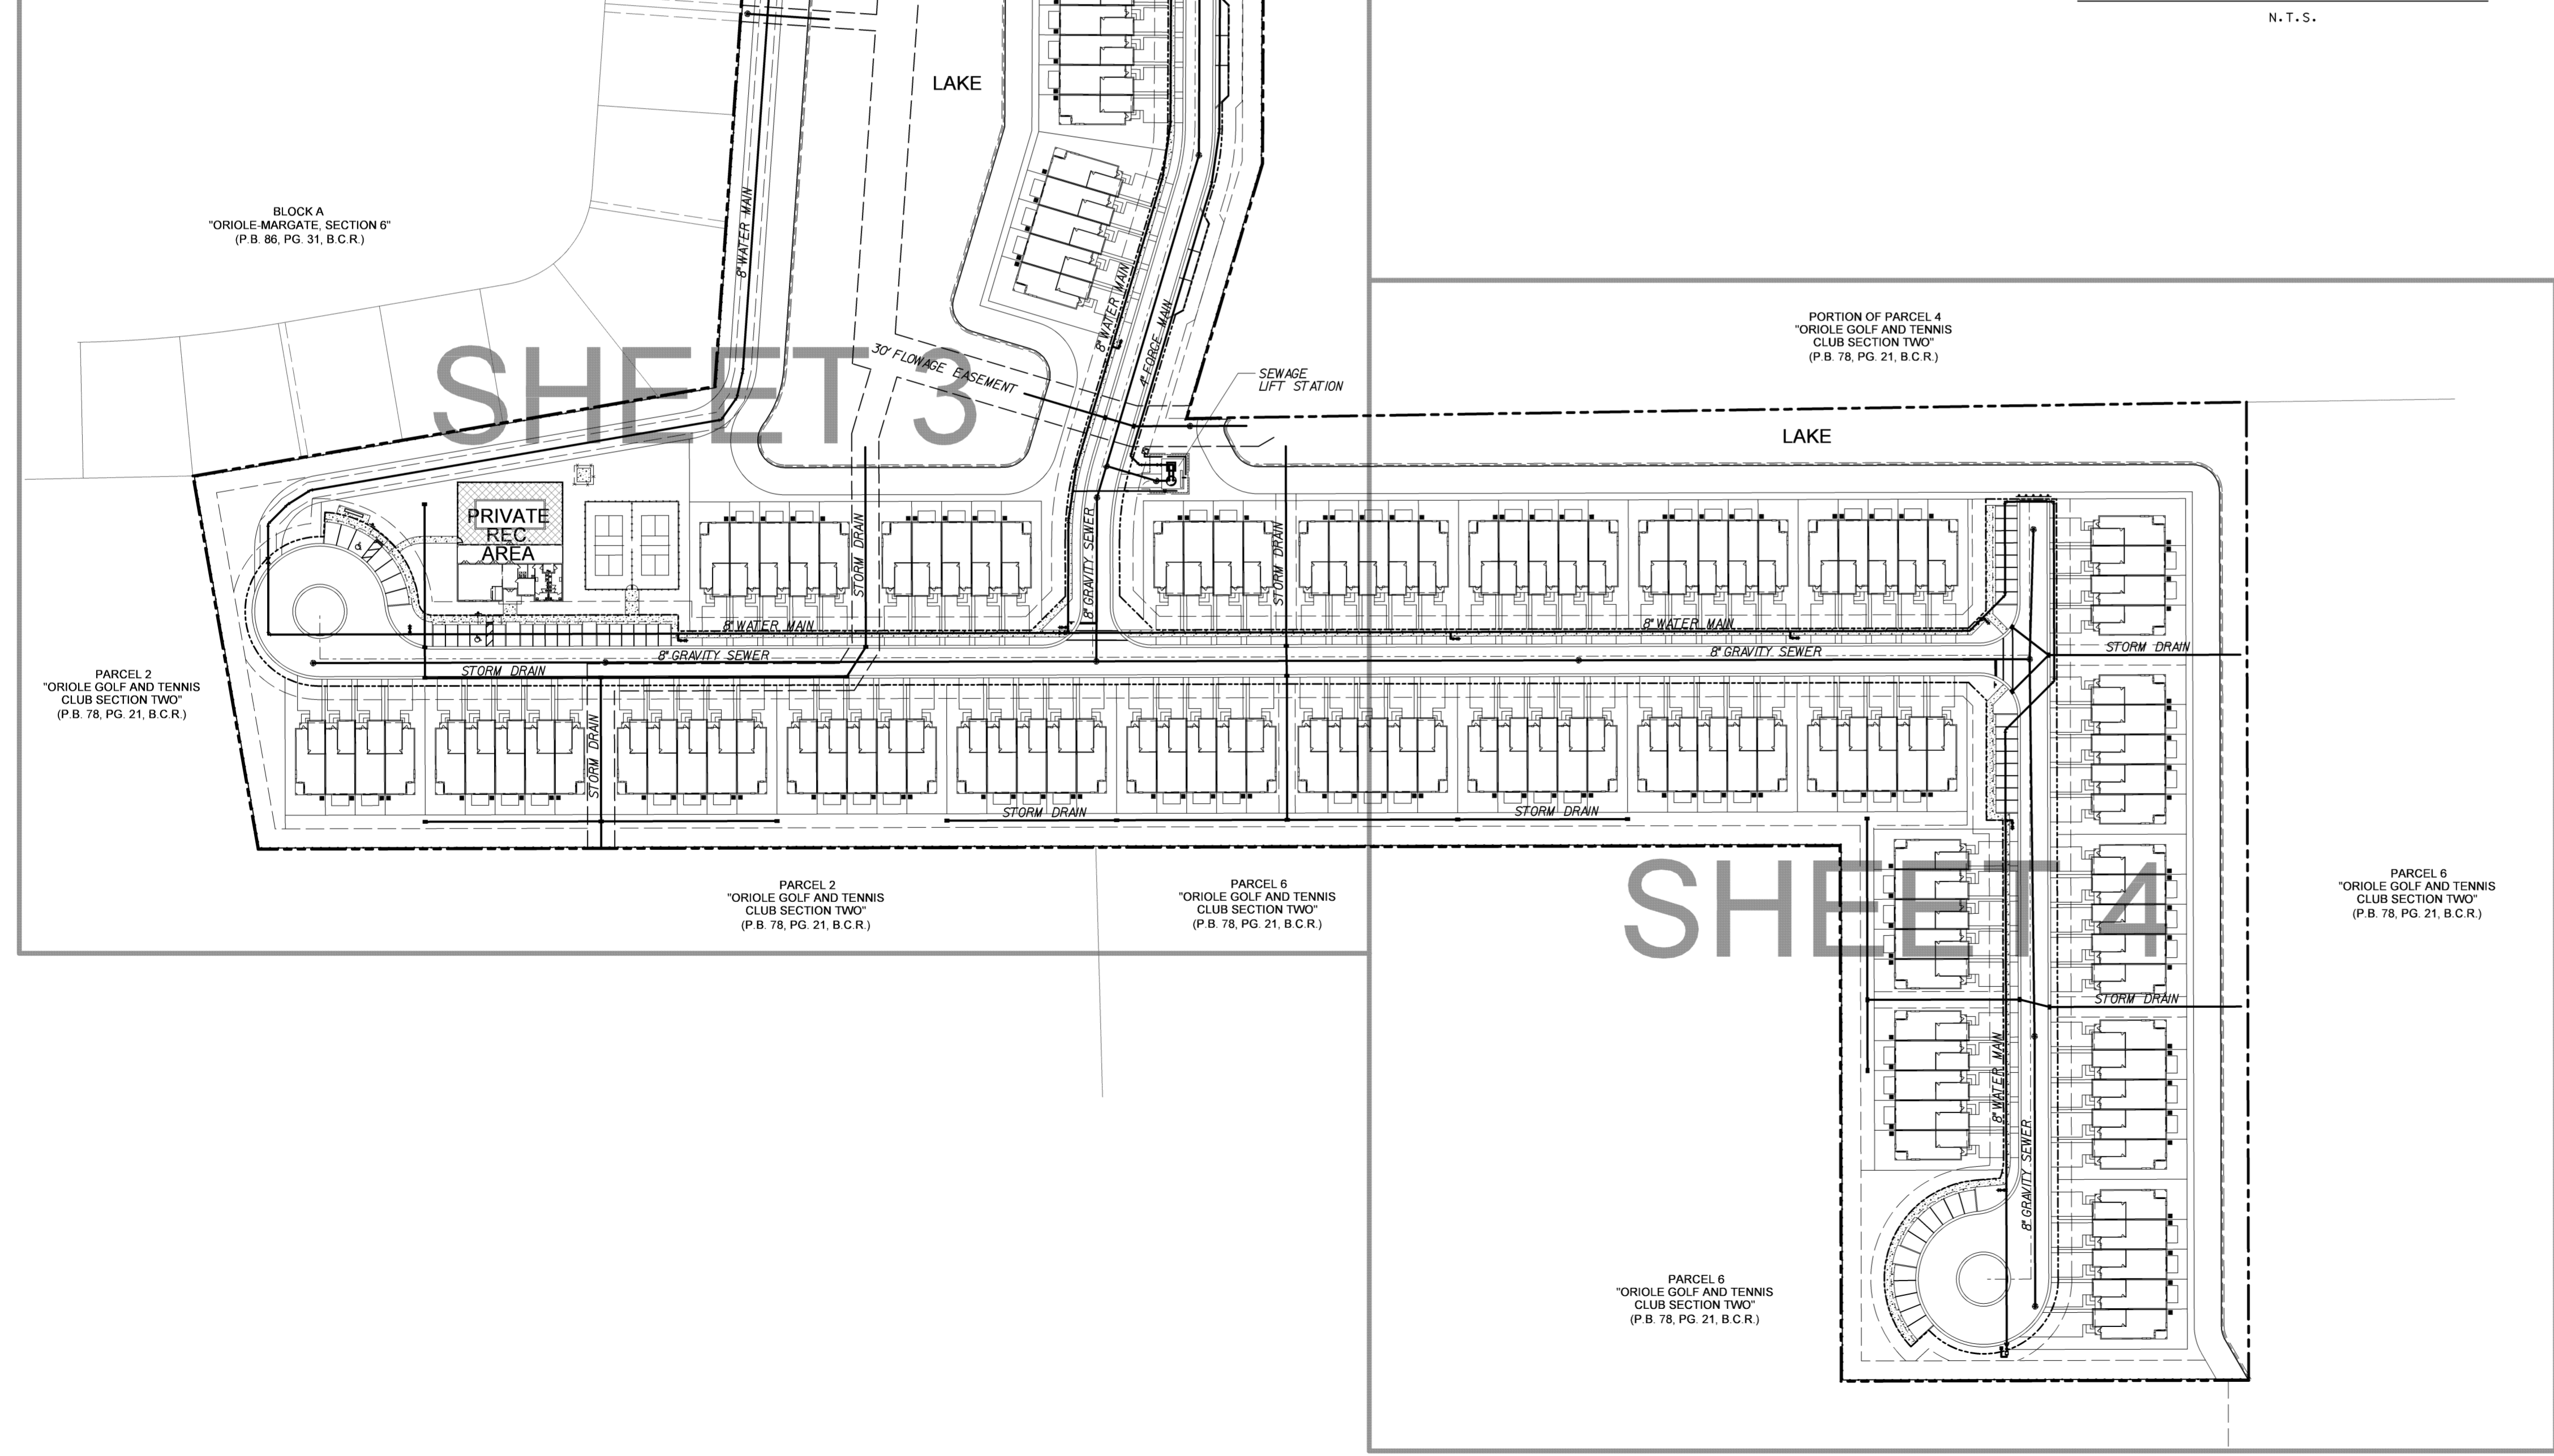 N.T.S.
LAKE
8" WATER MAIN
BLOCK A
"ORIOLE-MARGATE, SECTION 6"
(P.B. 86, PG. 31, B.C.R.)
8" WATER MAIN
4" FORCE MAIN
PORTION OF PARCEL 4
"ORIOLE GOLF AND TENNIS
CLUB SECTION TWO"
(P.B. 78, PG. 21, B.C.R.)
SHEET 3
30' FLOWAGE EASEMENT
SEWAGE
LIFT STATION
LAKE
PRIVATE
REC
AREA
STORM DRAIN
8" GRAVITY SEWER
STORM DRAIN
8" WATER MAIN
8" WATER MAIN
8" GRAVITY SEWER
8" GRAVITY SEWER
STORM DRAIN
STORM DRAIN
PARCEL 2
"ORIOLE GOLF AND TENNIS
CLUB SECTION TWO"
(P.B. 78, PG. 21, B.C.R.)
STORM DRAIN
STORM DRAIN
STORM DRAIN
PARCEL 2
"ORIOLE GOLF AND TENNIS
CLUB SECTION TWO"
(P.B. 78, PG. 21, B.C.R.)
PARCEL 6
"ORIOLE GOLF AND TENNIS
CLUB SECTION TWO"
(P.B. 78, PG. 21, B.C.R.)
SHEET 4
PARCEL 6
"ORIOLE GOLF AND TENNIS
CLUB SECTION TWO"
(P.B. 78, PG. 21, B.C.R.)
STORM DRAIN
8" WATER MAIN
8" GRAVITY SEWER
PARCEL 6
"ORIOLE GOLF AND TENNIS
CLUB SECTION TWO"
(P.B. 78, PG. 21, B.C.R.)